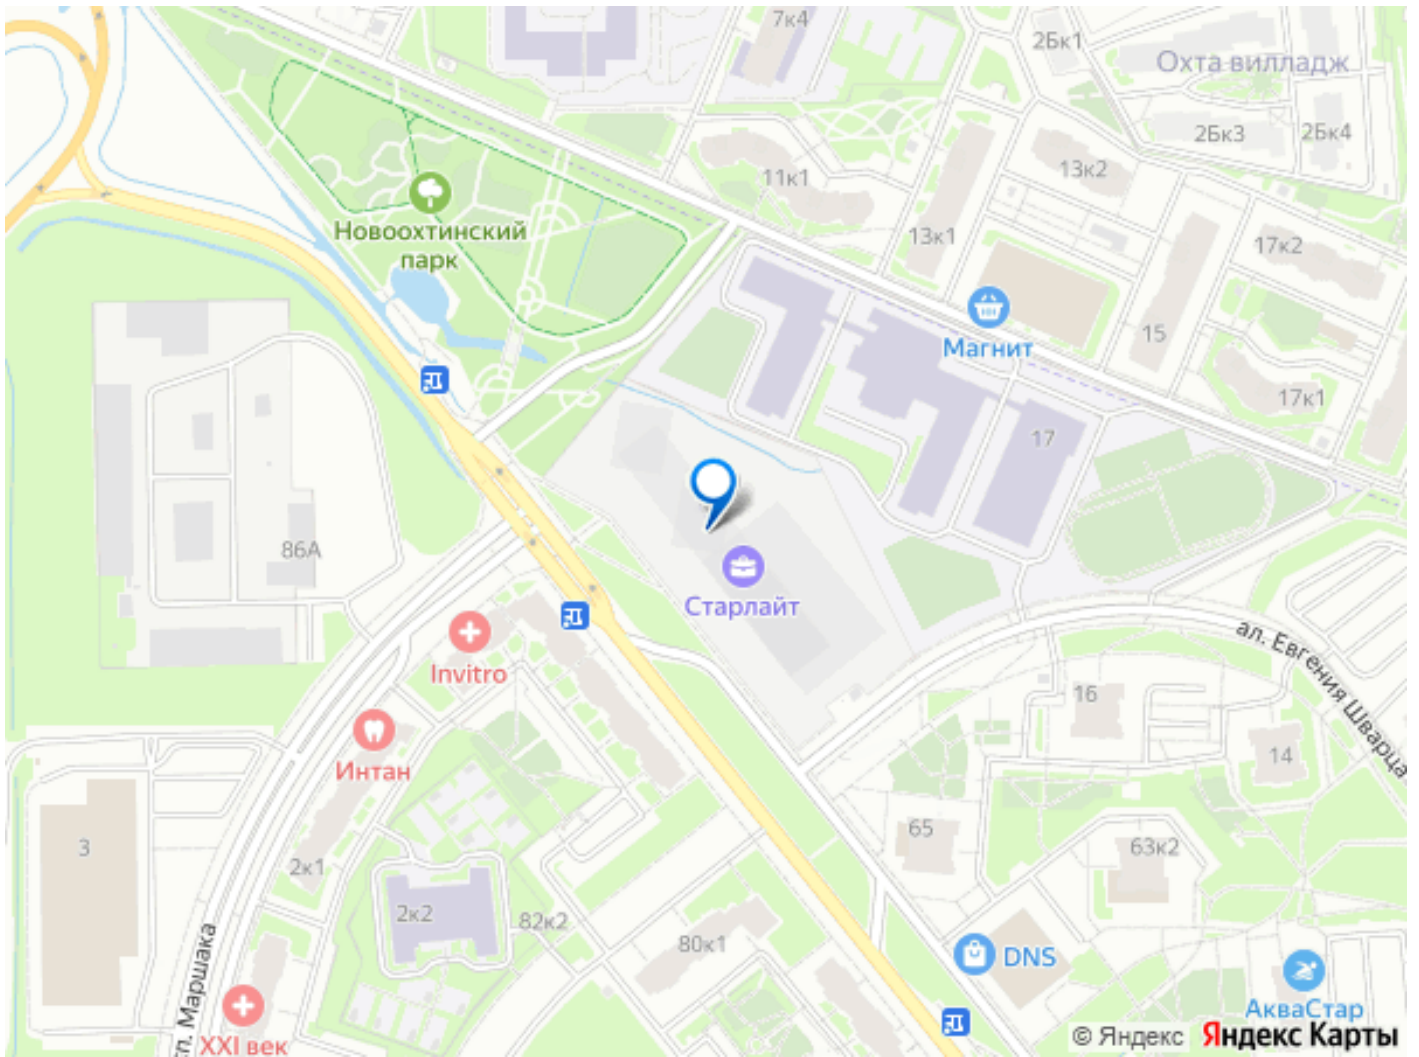 7к4
2Бк1
Охта вилладж
2Бк3
2Бк4
11к1
13к2
Новоохтинский
парк
13к1
17к2
15
Магнит
17к1
17
86А
Старлайт
Invitro
ал. Евгения Шварца
16
14
Интан
3
65
63к2
2к1
2к2
82к2
80к1
DNS
сп. Маршака
АкваСтар
XXI век
© Яндекс
Яндекс Карты